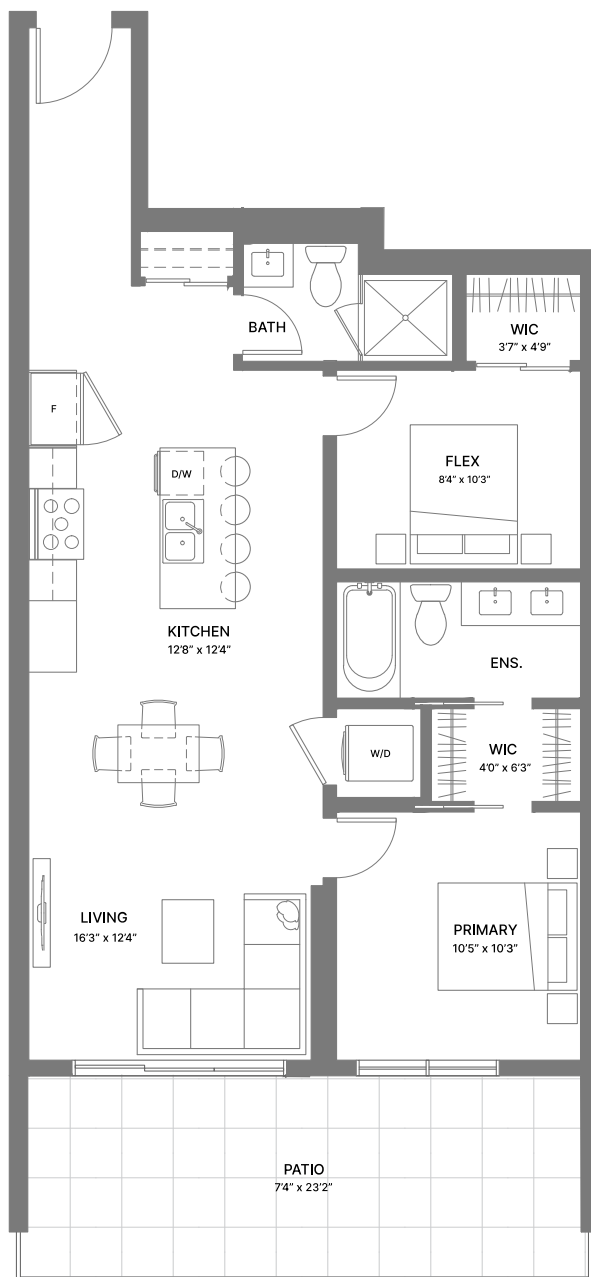 BATH
WIC
3'7" x 4'9"
F
D/W
FLEX
8'4" x 10'3"
KITCHEN
12'8" x 12'4"
ENS.
W/D
WIC
4'0" x 6'3"
LIVING
16'3" x 12'4"
PRIMARY
10'5" x 10'3"
PATIO
7'4" x 23'2"